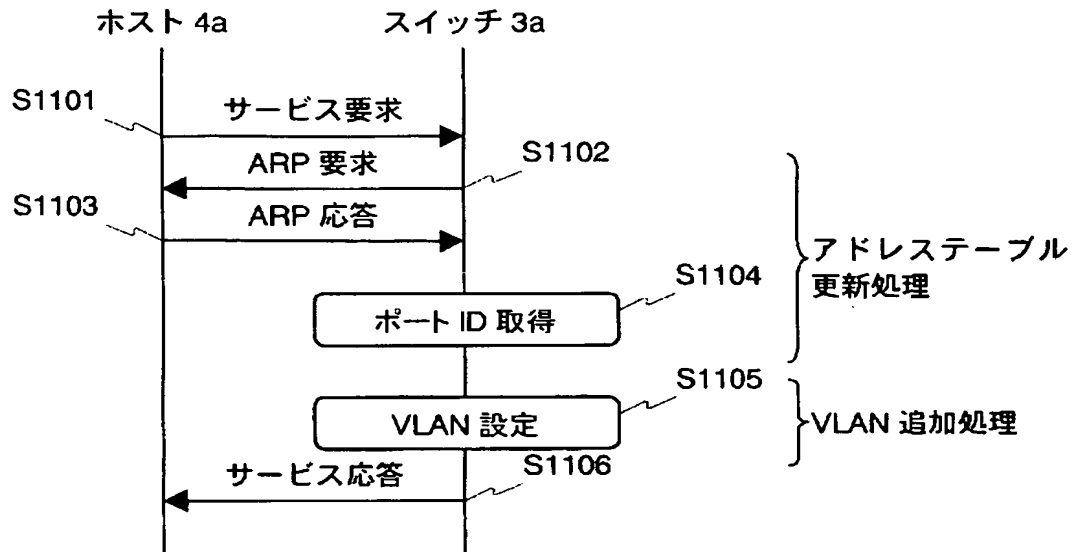 ホスト 4a
スイッチ 3a
S1101
サービス要求
ARP 要求
S1102
S1103
ARP 応答
S1104
ポート ID 取得
アドレステーブル
更新処理
S1105
VLAN 設定
VLAN 追加処理
サービス応答
S1106